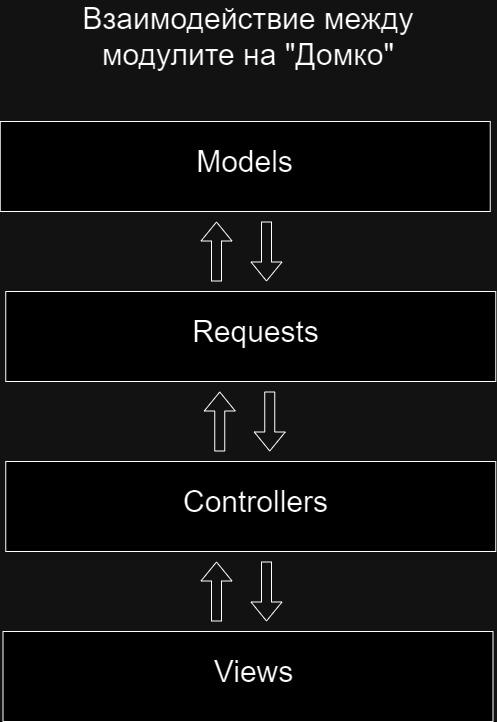 Взаимодействие между
модулите на "Домко"
Models
Requests
Controllers
Views